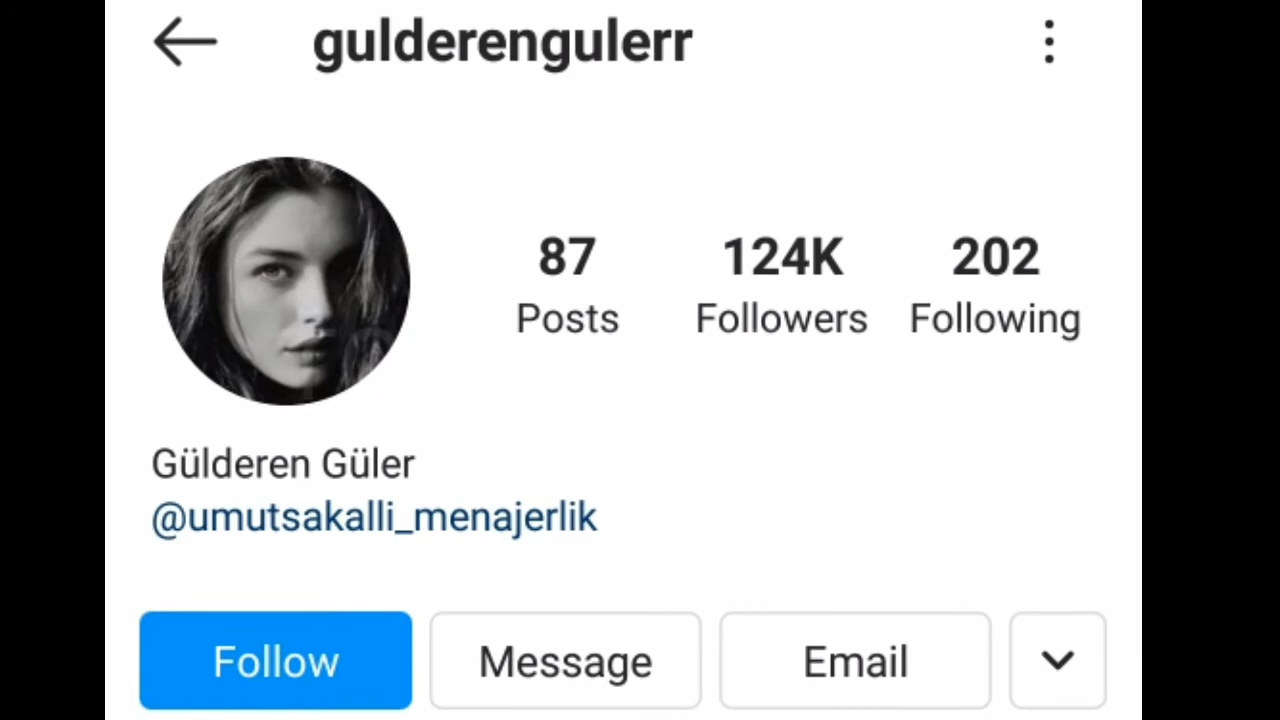 gulderengulerr
87 124K 202
Posts Followers Following
Gülderen Güler
@umutsakalli_menajerlik
Follow Message Email